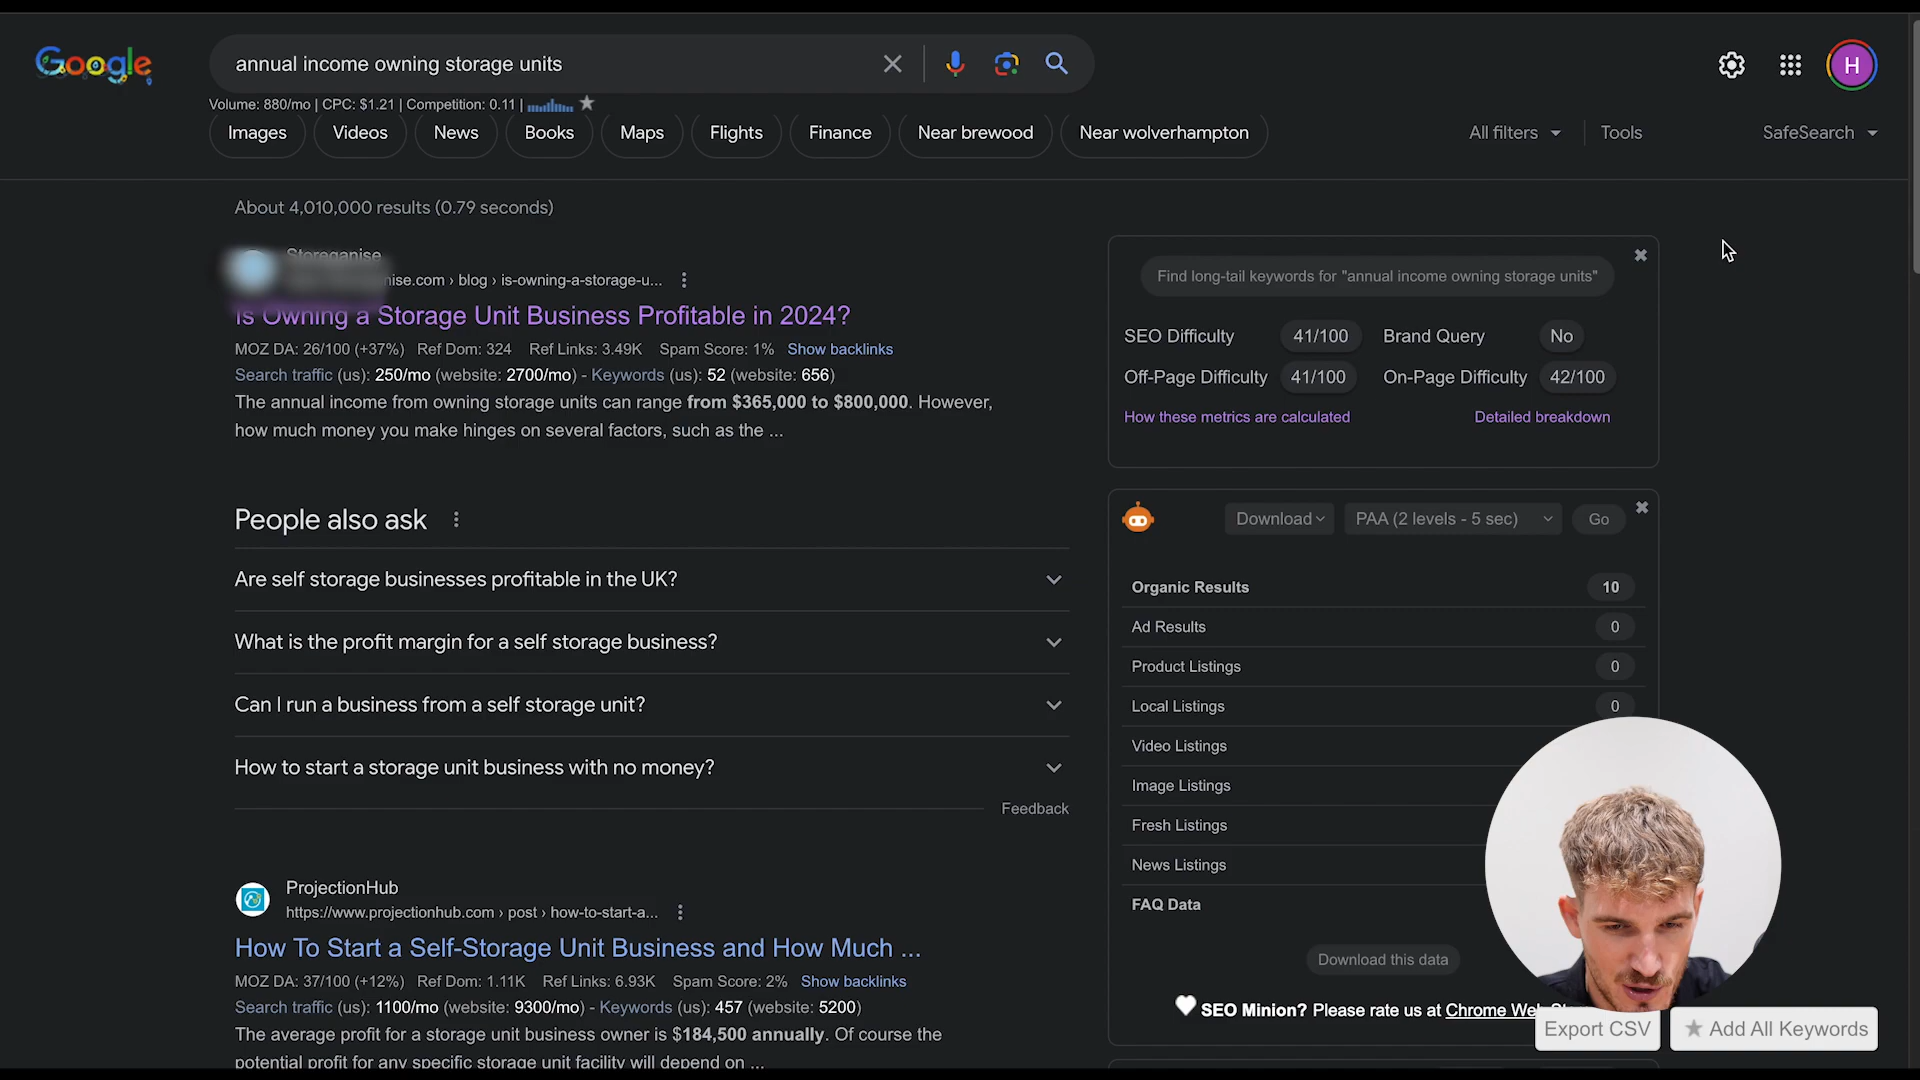 Google
annual income owning storage units
H
Volume: 880/mo | CPC: $1.21 | Competition: 0.11 |
Images
Videos
News
Books
Maps
Flights
Finance
Near brewood
Near wolverhampton
All filters
Tools
SafeSearch
About 4,010,000 results (0.79 seconds)
Storeganise
nise.com › blog › is-owning-a-storage-u...
Is Owning a Storage Unit Business Profitable in 2024?
MOZ DA: 26/100 (+37%) Ref Dom: 324 Ref Links: 3.49K Spam Score: 1% Show backlinks
Search traffic (us): 250/mo (website: 2700/mo) - Keywords (us): 52 (website: 656)
The annual income from owning storage units can range from $365,000 to $800,000. However,
how much money you make hinges on several factors, such as the ...
People also ask
Are self storage businesses profitable in the UK?
What is the profit margin for a self storage business?
Can I run a business from a self storage unit?
How to start a storage unit business with no money?
Feedback
ProjectionHub
https://www.projectionhub.com › post › how-to-start-a...
How To Start a Self-Storage Unit Business and How Much ...
MOZ DA: 37/100 (+12%) Ref Dom: 1.11K Ref Links: 6.93K Spam Score: 2% Show backlinks
Search traffic (us): 1100/mo (website: 9300/mo) - Keywords (us): 457 (website: 5200)
The average profit for a storage unit business owner is $184,500 annually. Of course the
potential profit for any specific storage unit facility will depend on ...
Find long-tail keywords for "annual income owning storage units"
SEO Difficulty 41/100 Brand Query No
Off-Page Difficulty 41/100 On-Page Difficulty 42/100
How these metrics are calculated Detailed breakdown
Download PAA (2 levels - 5 sec) Go
Organic Results 10
Ad Results 0
Product Listings 0
Local Listings 0
Video Listings
Image Listings
Fresh Listings
News Listings
FAQ Data
Download this data
SEO Minion? Please rate us at Chrome We
Export CSV
Add All Keywords